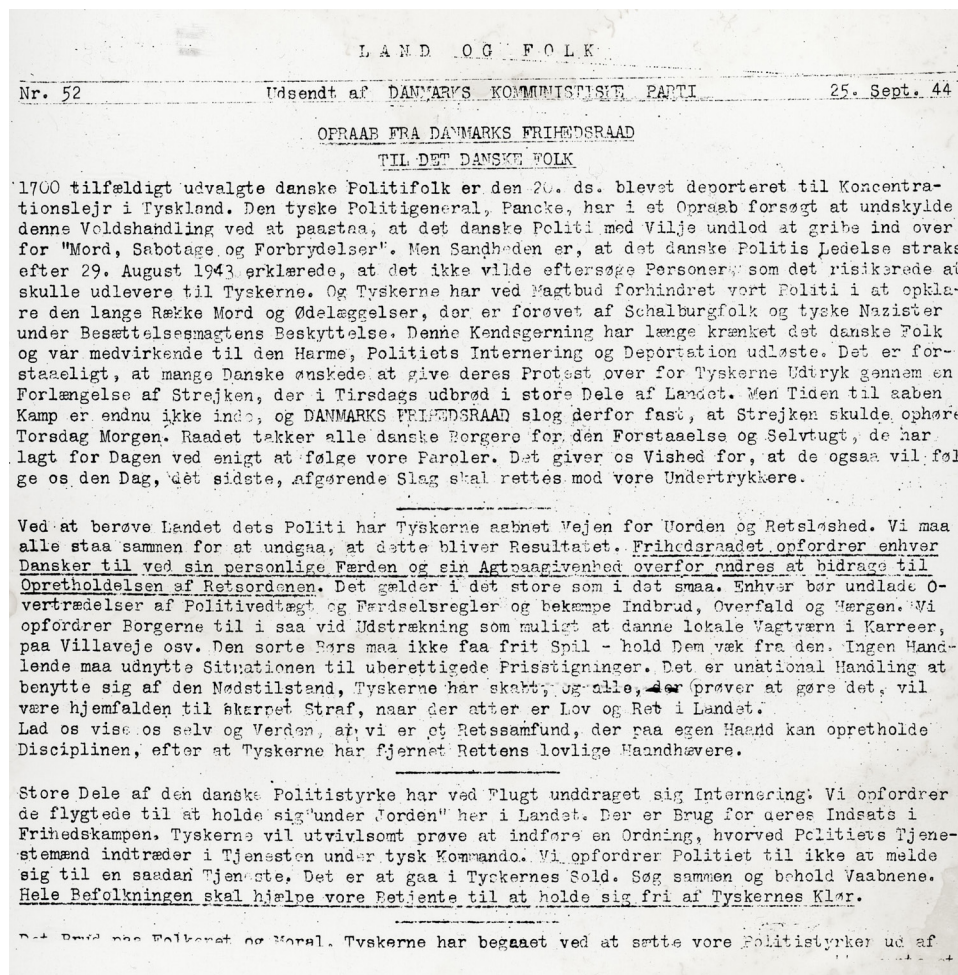 LAND OG FOLK
Nr. 52 Udsendt af DANMARKS KOMMUNISTISKE PARTI 25. Sept. 44
OPRAAB FRA DANMARKS FRIHEDSRAAD
TIL DET DANSKE FOLK
1700 tilfældigt udvalgte danske Politifolk er den 20. ds. blevet deporteret til Koncentra-
tionslejr i Tyskland. Den tyske Politigeneral, Pancke, har i et Opraab forsøgt at undskylde
denne Voldshandling ved at paastaa, at det danske Politi med Vilje undlod at gribe ind over
for "Mord, Sabotage og Forbrydelser". Men Sandheden er, at det danske Politis Ledelse straks
efter 29. August 1943 erklærede, at det ikke vilde eftersøge Personer, som det risikerede at
skulle udlevere til Tyskerne. Og Tyskerne har ved Magtbud forhindret vort Politi i at opkla-
re den lange Række Mord og Ødelæggelser, der er forøvet af Schalburgfolk og tyske Nazister
under Besættelsesmagtens Beskyttelse. Denne Kendsgerning har længe krænket det danske Folk
og var medvirkende til den Harme, Politiets Internering og Deportation udløste. Det er for-
staaeligt, at mange Danske ønskede at give deres Protest over for Tyskerne Udtryk gennem en
Forlængelse af Strejken, der i Tirsdags udbrød i store Dele af Landet. Men Tiden til aaben
Kamp er endnu ikke inde, og DANMARKS FRIHEDSRAAD slog derfor fast, at Strejken skulde ophøre
Torsdag Morgen. Raadet takker alle danske Borgere for den Forstaaelse og Selvtugt, de har
lagt for Dagen ved enigt at følge vore Paroler. Det giver os Vished for, at de ogsaa vil føl
ge os den Dag, det sidste, afgørende Slag skal rettes mod vore Undertrykkere.
Ved at berøve Landet dets Politi har Tyskerne aabnet Vejen for Uorden og Retsløshed. Vi maa
alle staa sammen for at undgaa, at dette bliver Resultatet. Frihedsraadet opfordrer enhver
Dansker til ved sin personlige Færden og sin Agtpaagivenhed overfor andres at bidrage til
Opretholdelsen af Retsordenen. Det gælder i det store som i det smaa. Enhver bør undlade O-
vertrædelser af Politivedtægt og Færdselsregler og bekæmpe Indbrud, Overfald og Hærgen. Vi
opfordrer Borgerne til i saa vid Udstrækning som muligt at danne lokale Vagtværn i Karreer,
paa Villaveje osv. Den sorte Børs maa ikke faa frit Spil - hold Dem væk fra den. Ingen Hand-
lende maa udnytte Situationen til uberettigede Prisstigninger. Det er unational Handling at
benytte sig af den Nødstilstand, Tyskerne har skabt, og alle, der prøver at gøre det, vil
være hjemfalden til skærpet Straf, naar der atter er Lov og Ret i Landet.
Lad os vise os selv og Verden, at vi er et Retssamfund, der paa egen Haand kan opretholde
Disciplinen, efter at Tyskerne har fjernet Rettens lovlige Haandhævere.
Store Dele af den danske Politistyrke har ved Flugt unddraget sig Internering. Vi opfordrer
de flygtede til at holde sig "under Jorden" her i Landet. Der er Brug for deres Indsats i
Frihedskampen. Tyskerne vil utvivlsomt prøve at indføre en Ordning, hvorved Politiets Tjene-
stemænd indtræder i Tjenesten under tysk Kommando. Vi opfordrer Politiet til ikke at melde
sig til en saadan Tjeneste. Det er at gaa i Tyskernes Sold. Søg sammen og behold Vaabnene.
Hele Befolkningen skal hjælpe vore Betjente til at holde sig fri af Tyskernes Klør.
Det Brud paa Folkeret og Moral, Tyskerne har begaaet ved at sætte vore Politistyrker ud af